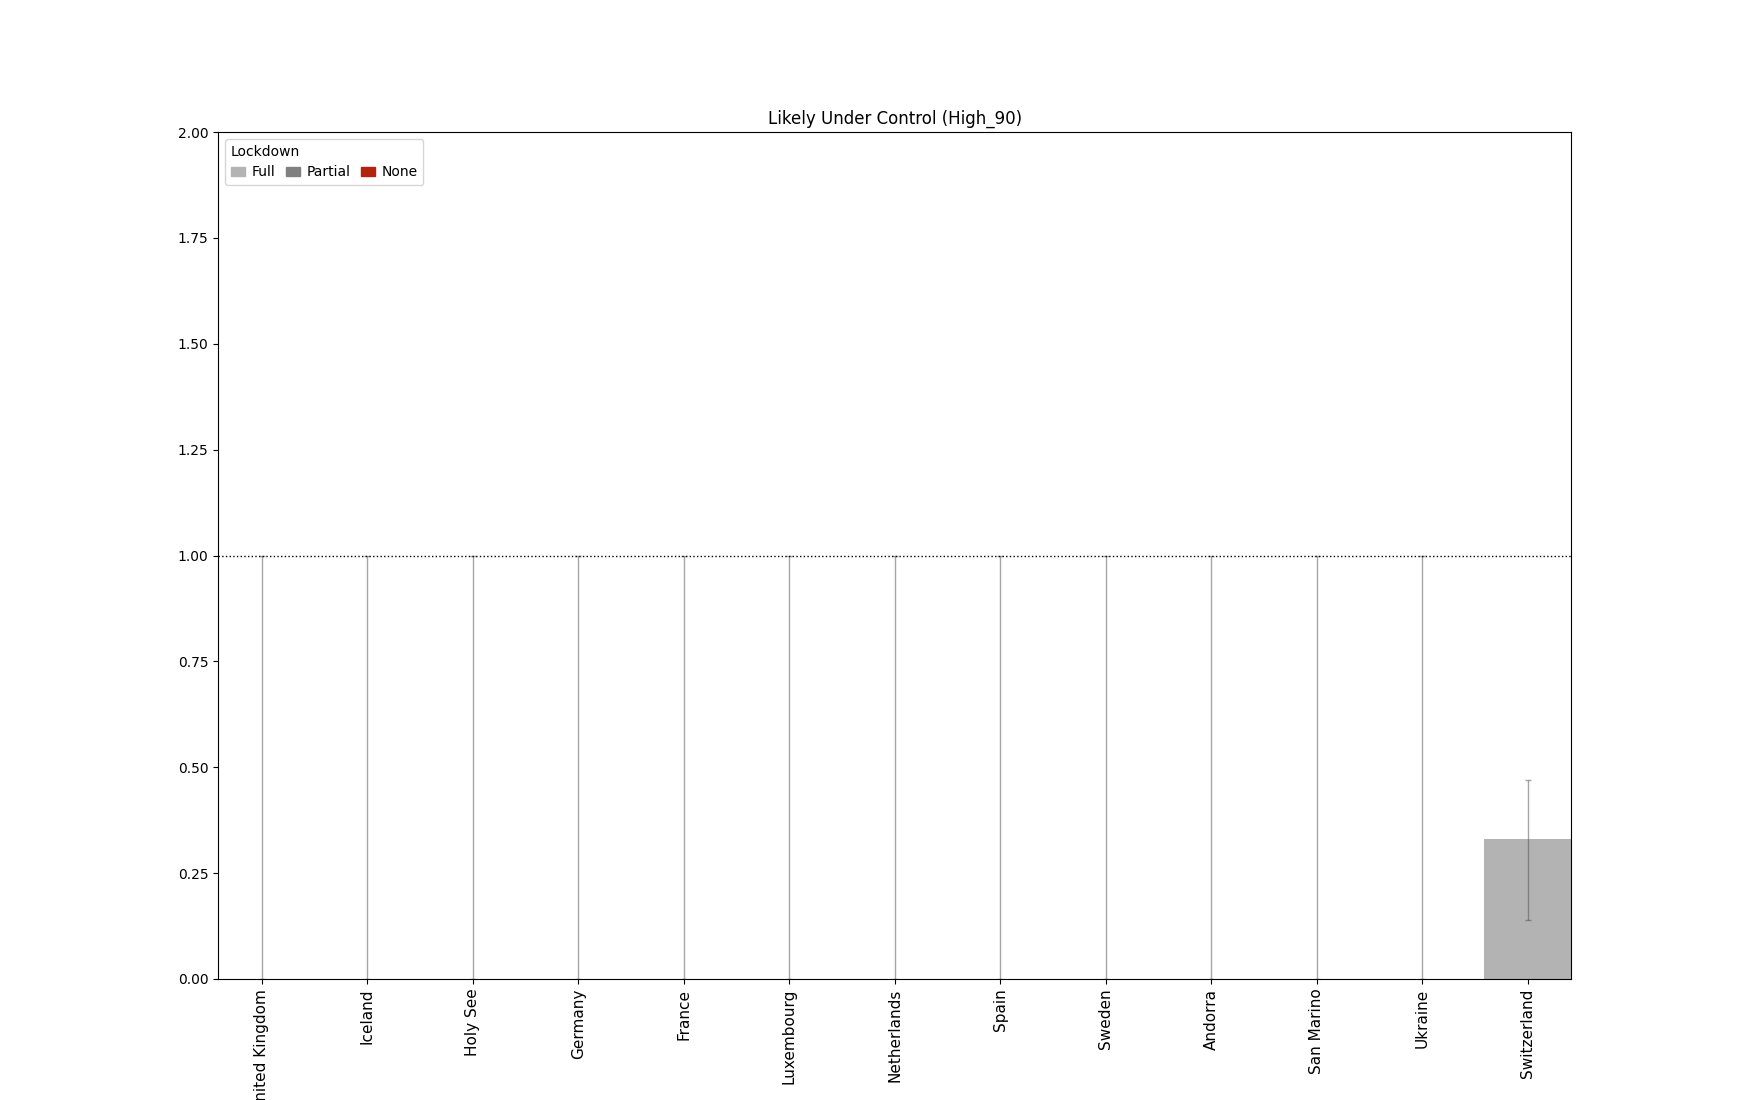 Likely Under Control (High_90)
2.00
1.75
1.50
1.25
1.00
0.75
0.50
0.25
0.00
Lockdown
Full Partial None
nited Kingdom
Iceland
Holy See
Germany
France
Luxembourg
Netherlands
Spain
Sweden
Andorra
San Marino
Ukraine
Switzerland